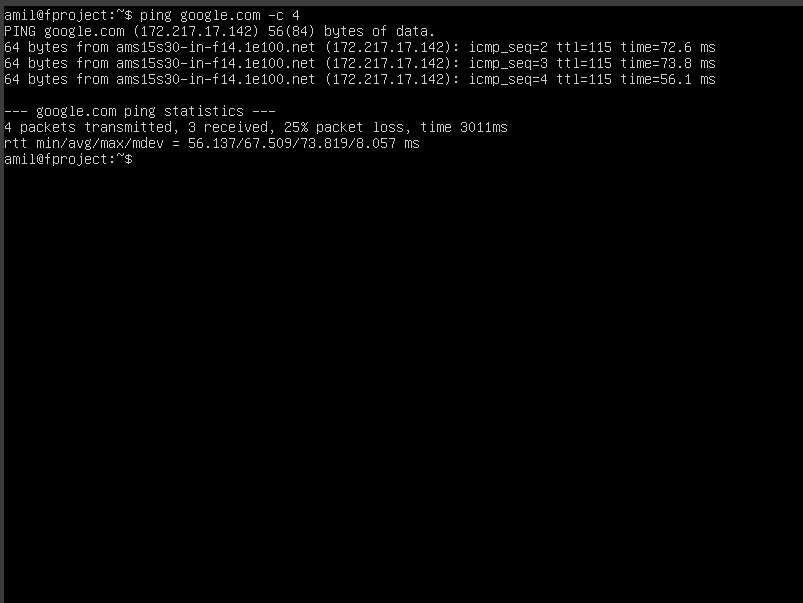 amil@fproject:~$ ping google.com -c 4
PING google.com (172.217.17.142) 56(84) bytes of data.
64 bytes from ams15s30-in-f14.1e100.net (172.217.17.142): icmp_seq=2 ttl=115 time=72.6 ms
64 bytes from ams15s30-in-f14.1e100.net (172.217.17.142): icmp_seq=3 ttl=115 time=73.8 ms
64 bytes from ams15s30-in-f14.1e100.net (172.217.17.142): icmp_seq=4 ttl=115 time=56.1 ms

--- google.com ping statistics ---
4 packets transmitted, 3 received, 25% packet loss, time 3011ms
rtt min/avg/max/mdev = 56.137/67.509/73.819/8.057 ms
amil@fproject:~$